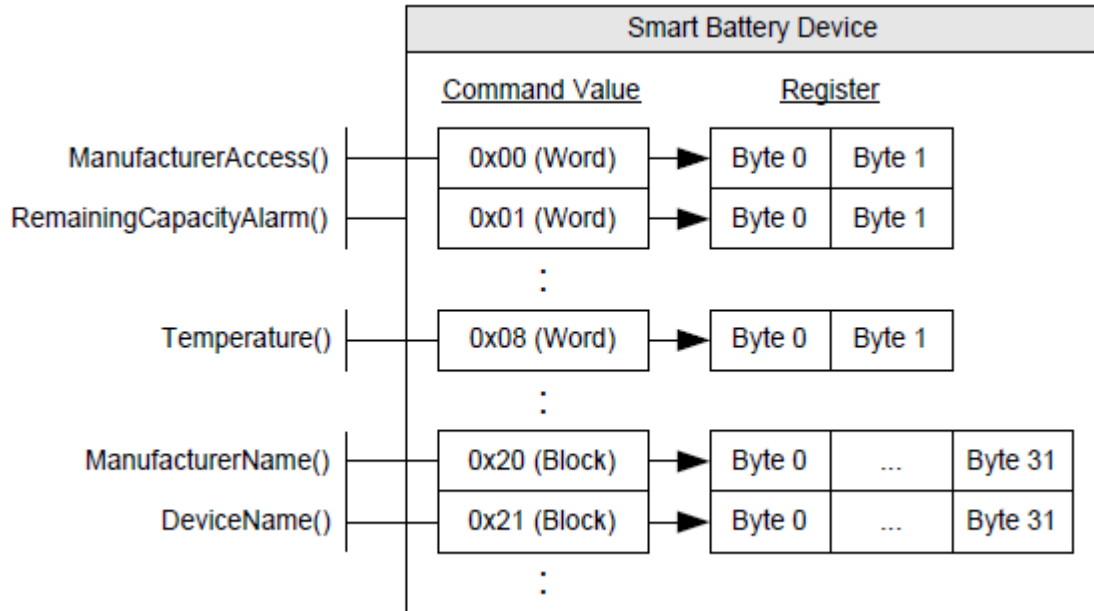 Smart Battery Device
Command Value Register
ManufacturerAccess() 0x00 (Word) Byte 0 Byte 1
RemainingCapacityAlarm() 0x01 (Word) Byte 0 Byte 1
:
Temperature() 0x08 (Word) Byte 0 Byte 1
:
ManufacturerName() 0x20 (Block) Byte 0 ... Byte 31
DeviceName() 0x21 (Block) Byte 0 ... Byte 31
: